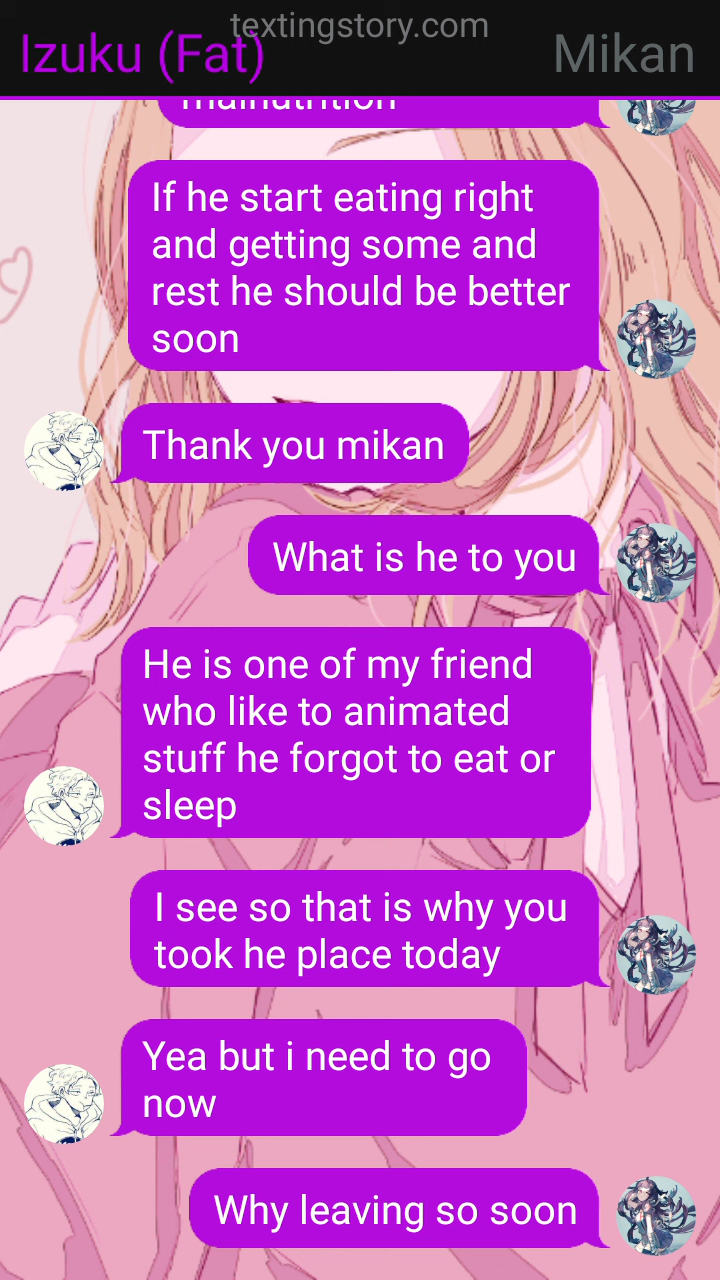 textingstory.com
Izuku (Fat)
Mikan
malnutrition
If he start eating right
and getting some and
rest he should be better
soon
Thank you mikan
What is he to you
He is one of my friend
who like to animated
stuff he forgot to eat or
sleep
I see so that is why you
took he place today
Yea but i need to go
now
Why leaving so soon